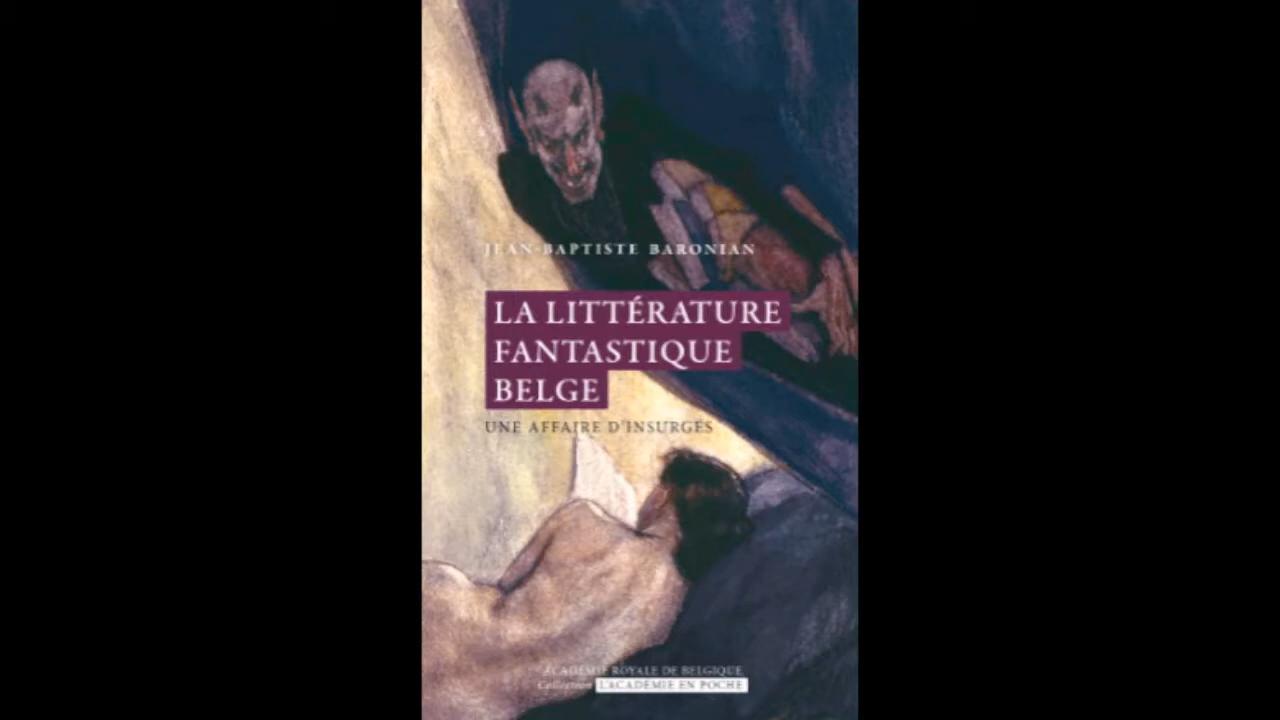 JEAN-BAPTISTE BARONIAN
LA LITTÉRATURE
FANTASTIQUE
BELGE
UNE AFFAIRE D'INSURGÉS
ACADÉMIE ROYALE DE BELGIQUE
Collection L'ACADÉMIE EN POCHE